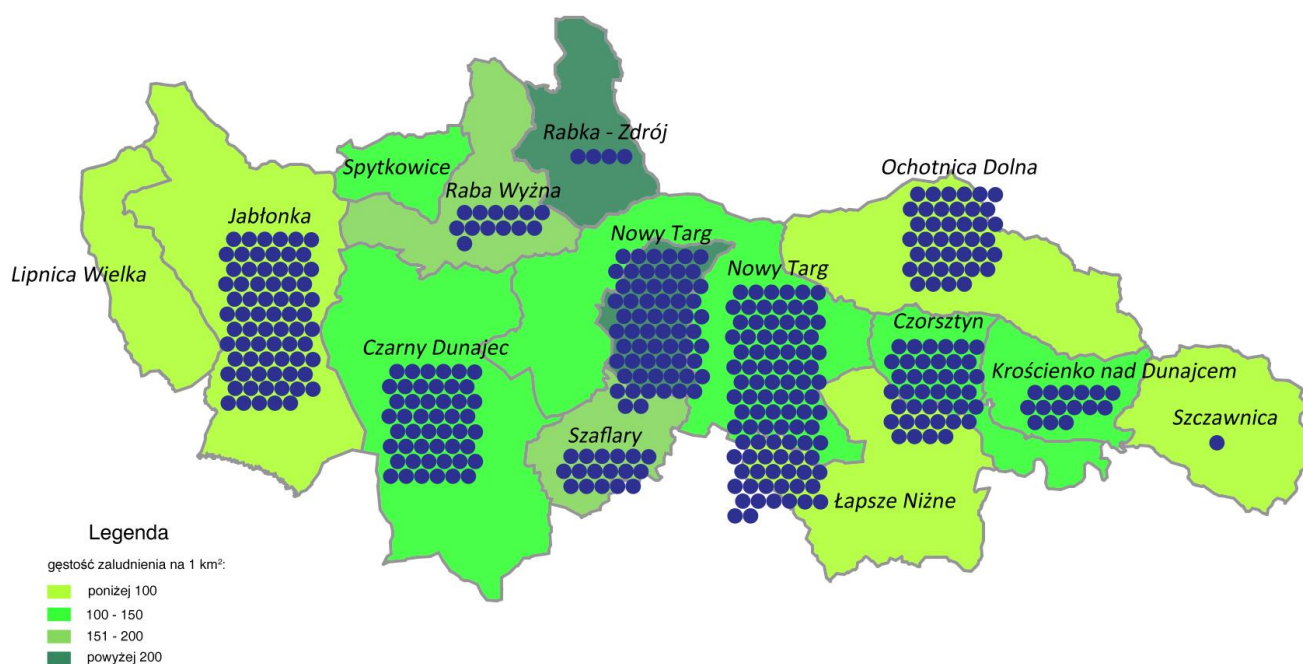 Rabka - Zdrój
Spytkowice
Ochotnica Dolna
Raba Wyżna
Jabłonka
Nowy Targ
Nowy Targ
Lipnica Wielka
Czorsztyn
Czarny Dunajec
Krościenko nad Dunajcem
Szczawnica
Szaflary
Łapsze Niżne
Legenda
gęstość zaludnienia na 1 km²:
poniżej 100
100 - 150
151 - 200
powyżej 200